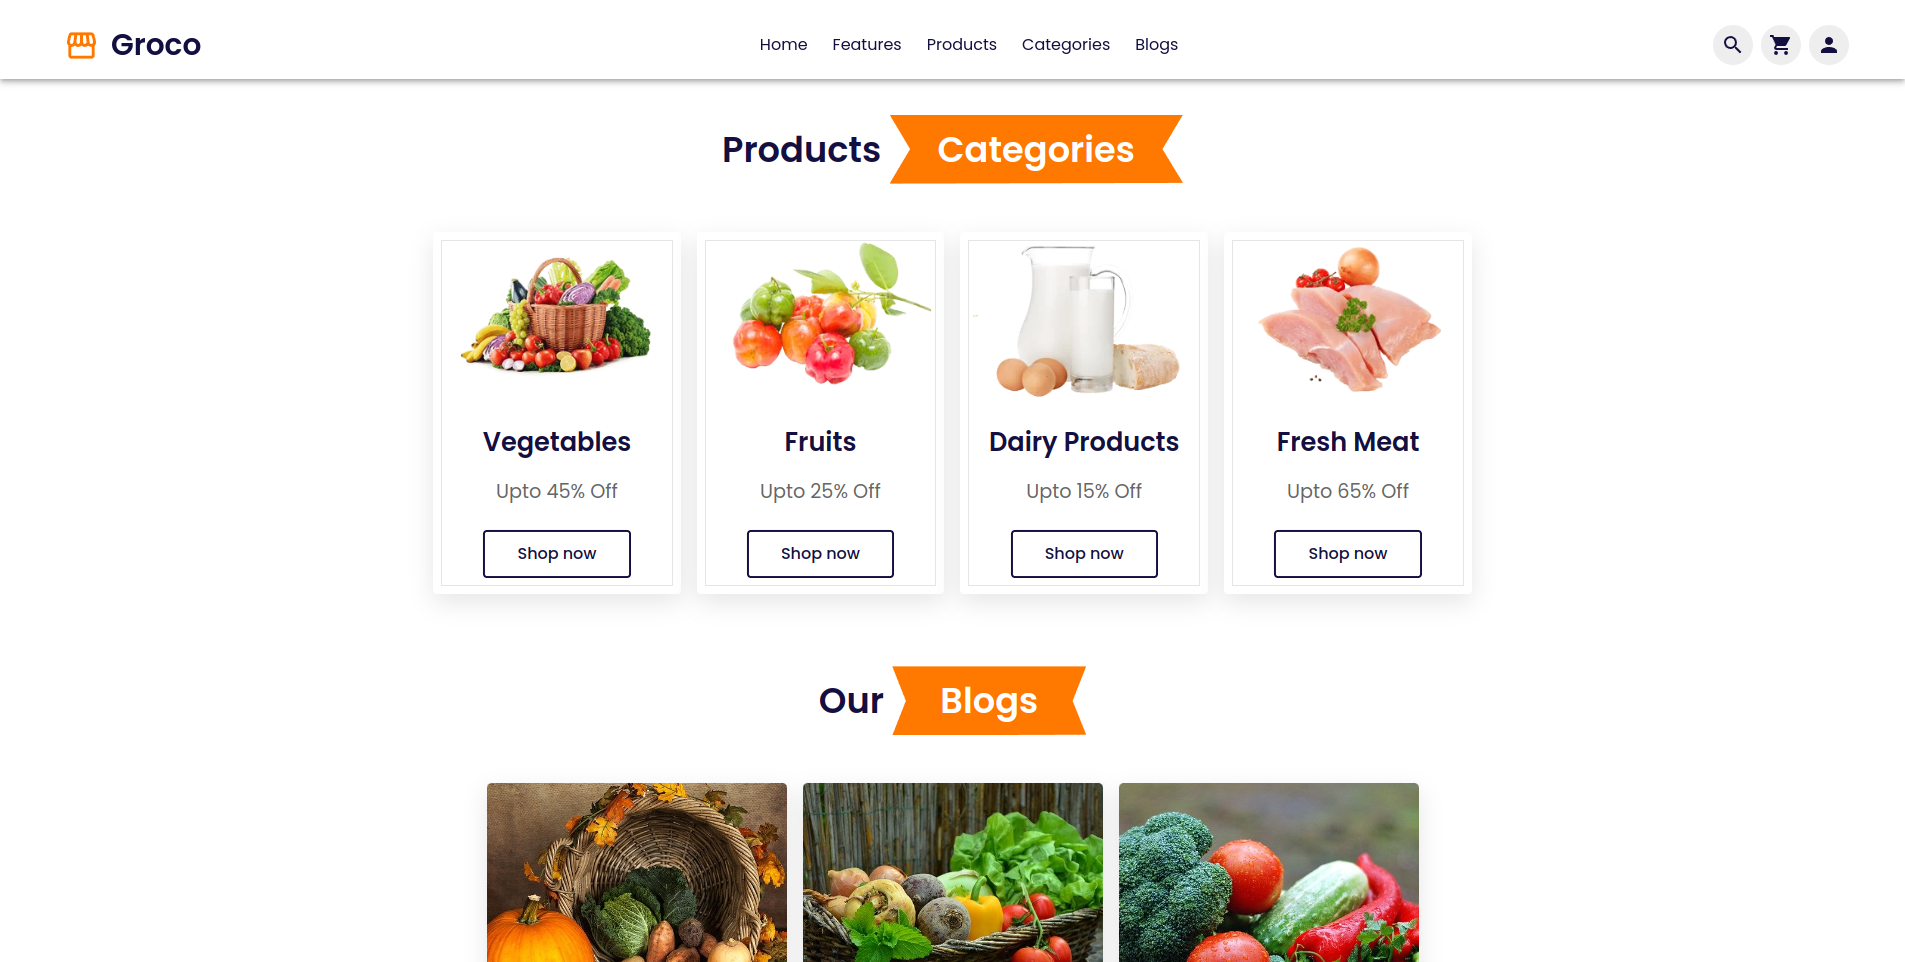 Groco
Home Features Products Categories Blogs
Products Categories
Vegetables
Upto 45% Off
Shop now
Fruits
Upto 25% Off
Shop now
Dairy Products
Upto 15% Off
Shop now
Fresh Meat
Upto 65% Off
Shop now
Our Blogs